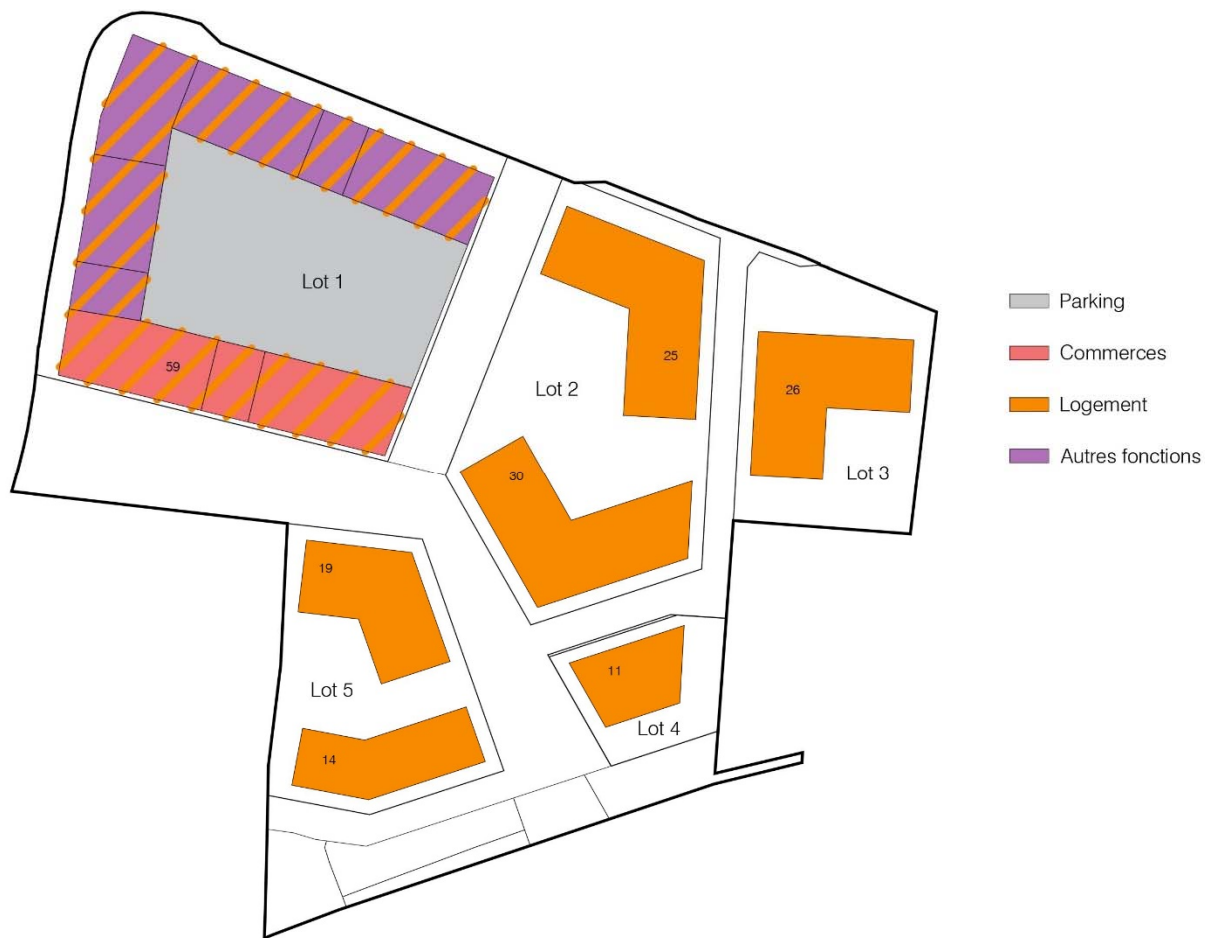 Lot 1
59
25
Lot 2
30
26
Lot 3
19
Lot 5
14
11
Lot 4
Parking
Commerces
Logement
Autres fonctions